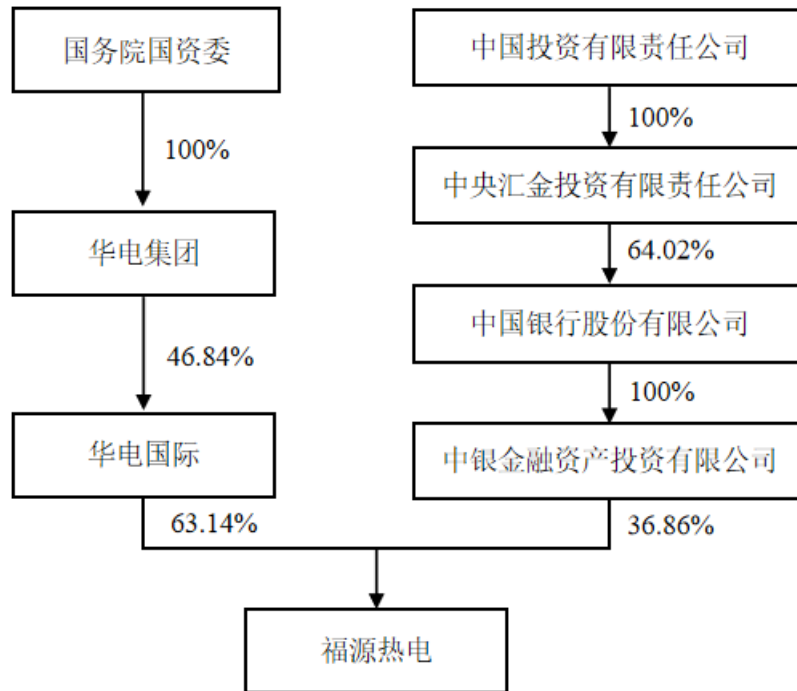 国务院国资委
100%
华电集团
46.84%
华电国际
63.14%
中国投资有限责任公司
100%
中央汇金投资有限责任公司
64.02%
中国银行股份有限公司
100%
中银金融资产投资有限公司
36.86%
福源热电